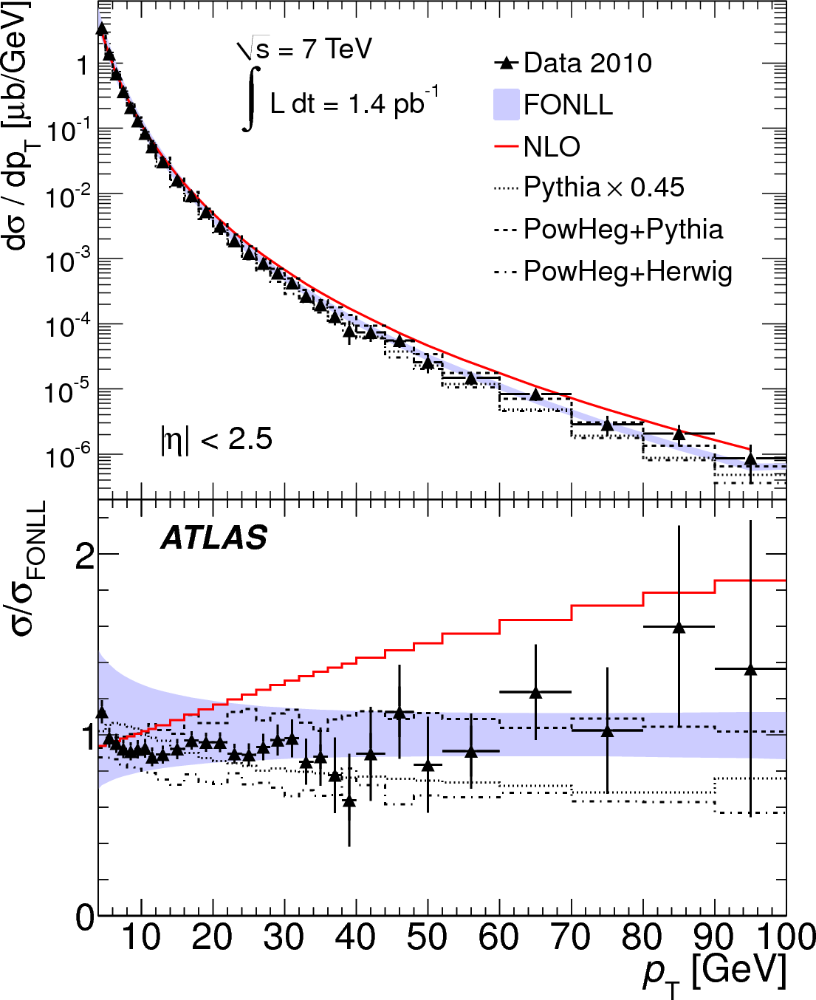 dσ / dp_T [μb/GeV]
1
10^-1
10^-2
10^-3
10^-4
10^-5
10^-6
√s = 7 TeV
∫ L dt = 1.4 pb^-1
Data 2010
FONLL
NLO
Pythia × 0.45
PowHeg+Pythia
PowHeg+Herwig
|η| < 2.5
ATLAS
σ/σ_FONLL
2
1
0
10 20 30 40 50 60 70 80 90 100
p_T [GeV]